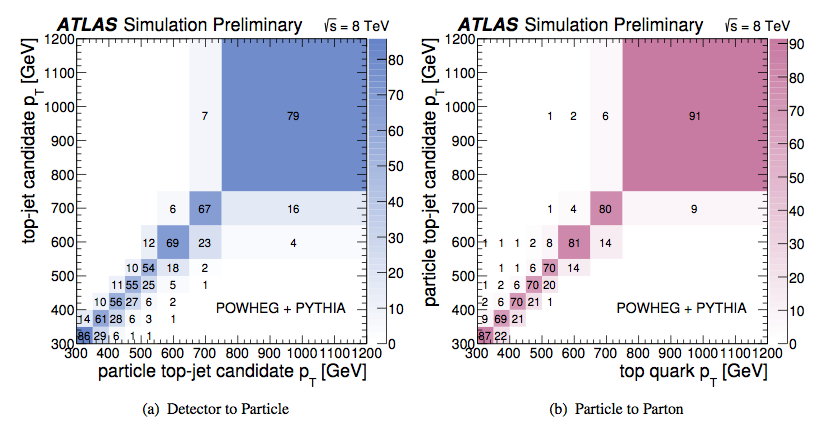 ATLAS Simulation Preliminary √s = 8 TeV
top-jet candidate p_T [GeV]
1200
1000
900
800
700
600
500
400
300
7 79
6 67 16
12 69 23 4
10 54 18 2
11 55 25 5 1
10 56 27 6 2
14 61 28 6 3 1
86 29 6 1 1
POWHEG + PYTHIA
300 400 500 600 700 800 900 1000 1100 1200
particle top-jet candidate p_T [GeV]
80
70
60
50
40
30
20
10
0
(a) Detector to Particle
ATLAS Simulation Preliminary √s = 8 TeV
particle top-jet candidate p_T [GeV]
1200
1000
900
800
700
600
500
400
300
1 2 6 91
1 4 80 9
1 1 1 2 8 81 14
1 1 6 70 14
1 2 6 70 20
2 6 70 21 1
9 69 21
87 22
POWHEG + PYTHIA
300 400 500 600 700 800 900 1000 1100 1200
top quark p_T [GeV]
90
80
70
60
50
40
30
20
10
0
(b) Particle to Parton